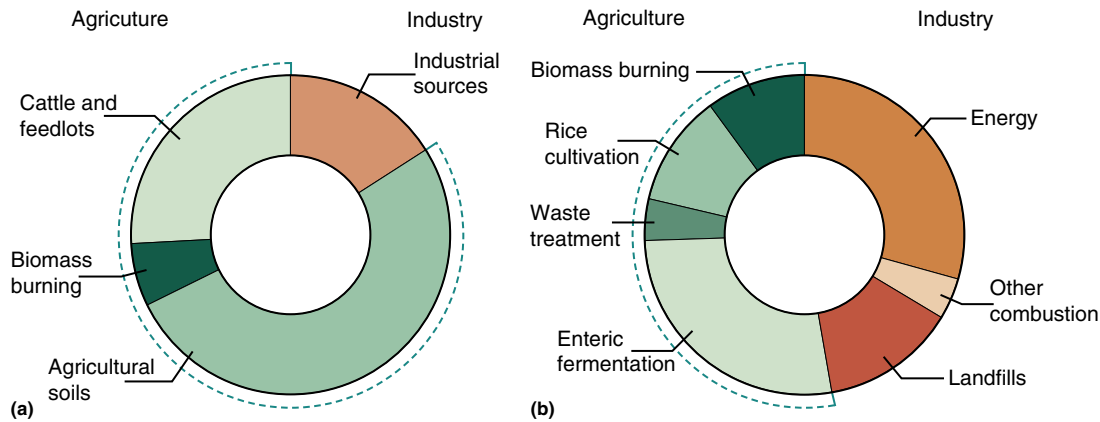 Agricuture
Industry
Industrial
sources
Cattle and
feedlots
Biomass
burning
Agricultural
soils
(a)
Agriculture
Industry
Biomass burning
Energy
Rice
cultivation
Waste
treatment
Other
combustion
Enteric
fermentation
Landfills
(b)